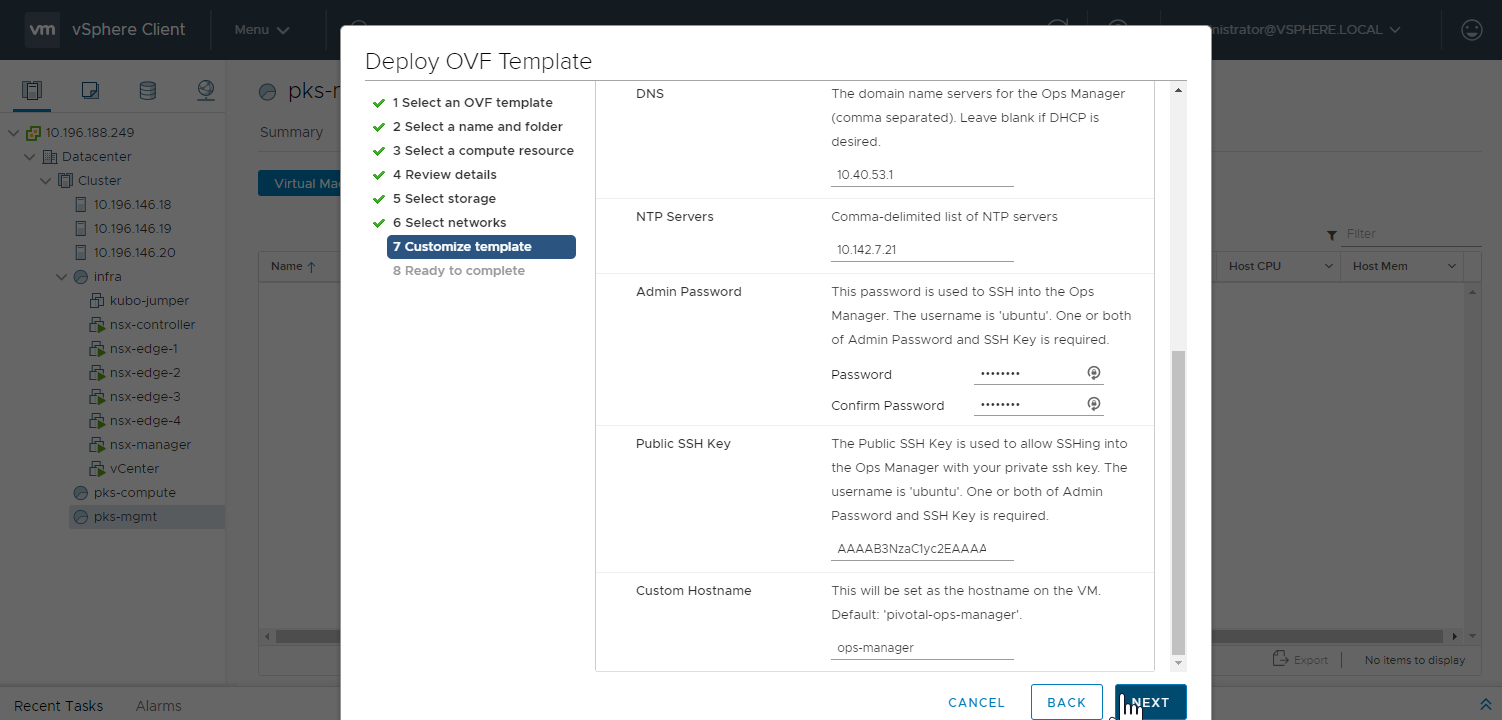 vm vSphere Client Menu
nistrator@VSPHERE.LOCAL
10.196.188.249
Datacenter
Cluster
10.196.146.18
10.196.146.19
10.196.146.20
infra
kubo-jumper
nsx-controller
nsx-edge-1
nsx-edge-2
nsx-edge-3
nsx-edge-4
nsx-manager
vCenter
pks-compute
pks-mgmt
Summary
Name
Deploy OVF Template
1 Select an OVF template
2 Select a name and folder
3 Select a compute resource
4 Review details
5 Select storage
6 Select networks
7 Customize template
8 Ready to complete
DNS
The domain name servers for the Ops Manager
(comma separated). Leave blank if DHCP is
desired.
10.40.53.1
NTP Servers
Comma-delimited list of NTP servers
10.142.7.21
Admin Password
This password is used to SSH into the Ops
Manager. The username is 'ubuntu'. One or both
of Admin Password and SSH Key is required.
Password
••••••••
Confirm Password
••••••••
Public SSH Key
The Public SSH Key is used to allow SSHing into
the Ops Manager with your private ssh key. The
username is 'ubuntu'. One or both of Admin
Password and SSH Key is required.
AAAAB3NzaC1yc2EAAAA
Custom Hostname
This will be set as the hostname on the VM.
Default: 'pivotal-ops-manager'.
ops-manager
CANCEL
BACK
NEXT
Filter
Host CPU
Host Mem
Export
No items to display
Recent Tasks
Alarms